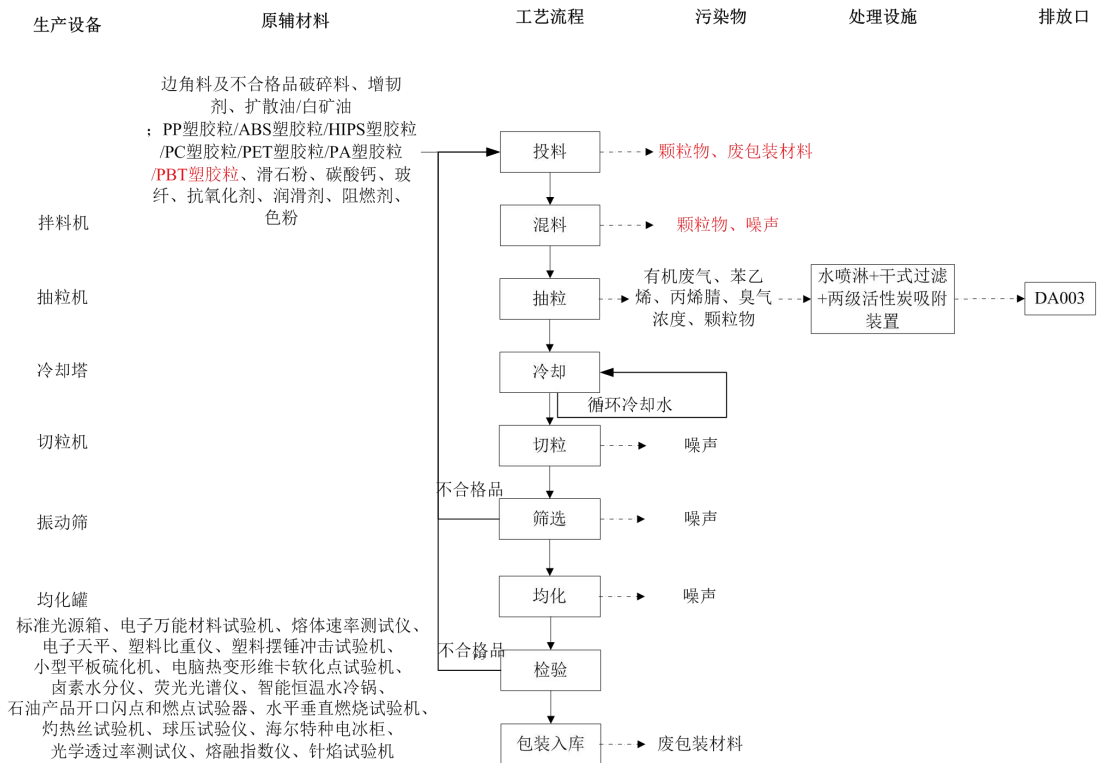 生产设备
原辅材料
工艺流程
污染物
处理设施
排放口
边角料及不合格品破碎料、增韧
剂、扩散油/白矿油
；PP塑胶粒/ABS塑胶粒/HIPS塑胶粒
/PC塑胶粒/PET塑胶粒/PA塑胶粒
/PBT塑胶粒、滑石粉、碳酸钙、玻
纤、抗氧化剂、润滑剂、阻燃剂、
色粉
投料
颗粒物、废包装材料
拌料机
混料
颗粒物、噪声
抽粒机
抽粒
有机废气、苯乙
烯、丙烯腈、臭气
浓度、颗粒物
水喷淋+干式过滤
+两级活性炭吸附
装置
DA003
冷却塔
冷却
循环冷却水
切粒机
切粒
噪声
不合格品
振动筛
筛选
噪声
均化罐
均化
噪声
标准光源箱、电子万能材料试验机、熔体速率测试仪、
电子天平、塑料比重仪、塑料摆锤冲击试验机、
小型平板硫化机、电脑热变形维卡软化点试验机、
卤素水分仪、荧光光谱仪、智能恒温水冷锅、
石油产品开口闪点和燃点试验器、水平垂直燃烧试验机、
灼热丝试验机、球压试验仪、海尔特种电冰柜、
光学透过率测试仪、熔融指数仪、针焰试验机
不合格品
检验
包装入库
废包装材料